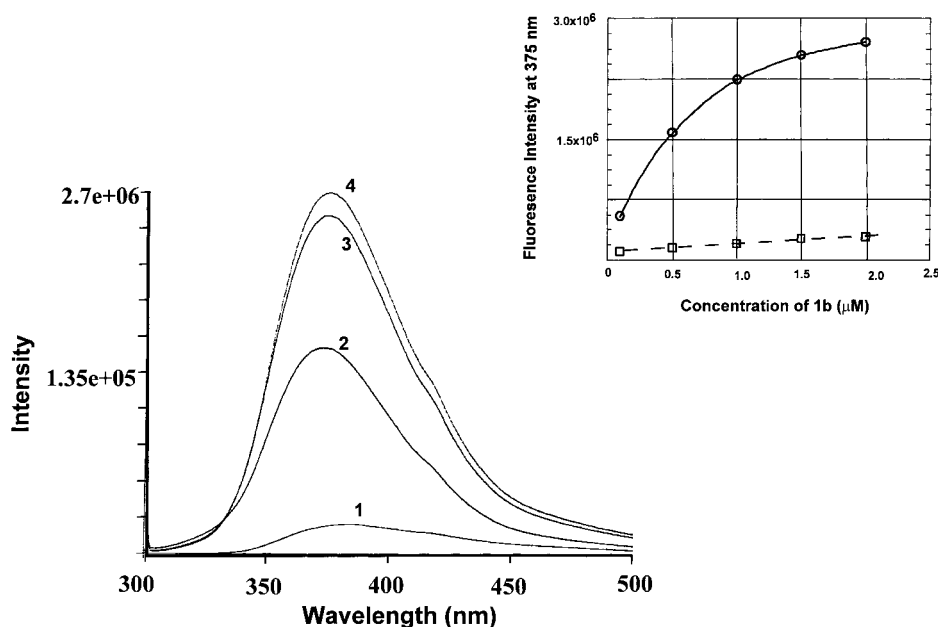 3.0x10⁶
1.5x10⁶
Fluoresence Intensity at 375 nm
0 0.5 1.0 1.5 2.0 2.5
Concentration of 1b (µM)
2.7e+06
1.35e+05
Intensity
4
3
2
1
300 350 400 450 500
Wavelength (nm)